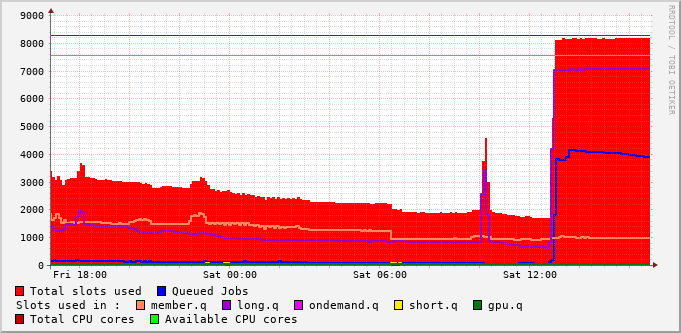 9000
8000
7000
6000
5000
4000
3000
2000
1000
0
Fri 18:00 Sat 00:00 Sat 06:00 Sat 12:00
RRDTOOL / TOBI OETIKER
Total slots used Queued Jobs
Slots used in : member.q long.q ondemand.q short.q gpu.q
Total CPU cores Available CPU cores